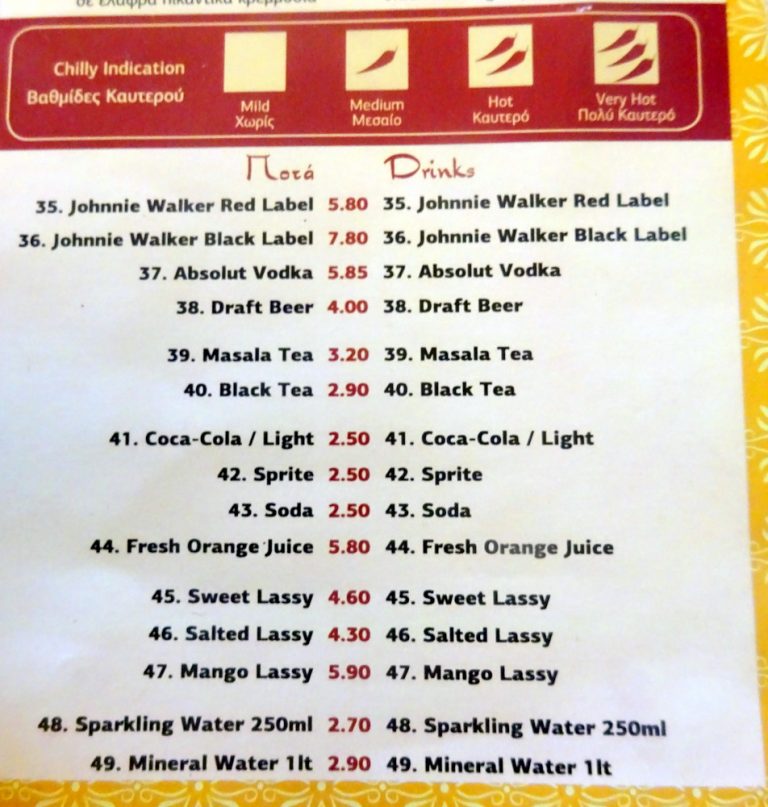 Chilly Indication
Βαθμίδες Καυτερού
Mild
Χωρίς
Medium
Μεσαίο
Hot
Καυτερό
Very Hot
Πολύ Καυτερό
Ποτά Drinks
35. Johnnie Walker Red Label 5.80 35. Johnnie Walker Red Label
36. Johnnie Walker Black Label 7.80 36. Johnnie Walker Black Label
37. Absolut Vodka 5.85 37. Absolut Vodka
38. Draft Beer 4.00 38. Draft Beer
39. Masala Tea 3.20 39. Masala Tea
40. Black Tea 2.90 40. Black Tea
41. Coca-Cola / Light 2.50 41. Coca-Cola / Light
42. Sprite 2.50 42. Sprite
43. Soda 2.50 43. Soda
44. Fresh Orange Juice 5.80 44. Fresh Orange Juice
45. Sweet Lassy 4.60 45. Sweet Lassy
46. Salted Lassy 4.30 46. Salted Lassy
47. Mango Lassy 5.90 47. Mango Lassy
48. Sparkling Water 250ml 2.70 48. Sparkling Water 250ml
49. Mineral Water 1lt 2.90 49. Mineral Water 1lt